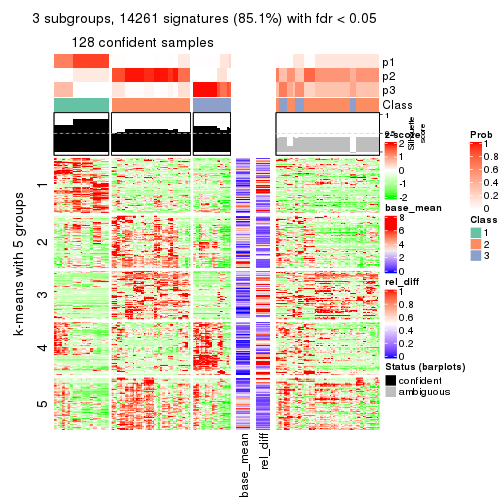 3 subgroups, 14261 signatures (85.1%) with fdr < 0.05
128 confident samples
p1
p2
p3
Class
1
0.5
Silhouette
score
k-means with 5 groups
1
2
3
4
5
base_mean
rel_diff
z-score
2
1
0
-1
-2
base_mean
8
6
4
2
0
rel_diff
1
0.8
0.6
0.4
0.2
0
Status (barplots)
confident
ambiguous
Prob
1
0.8
0.6
0.4
0.2
0
Class
1
2
3